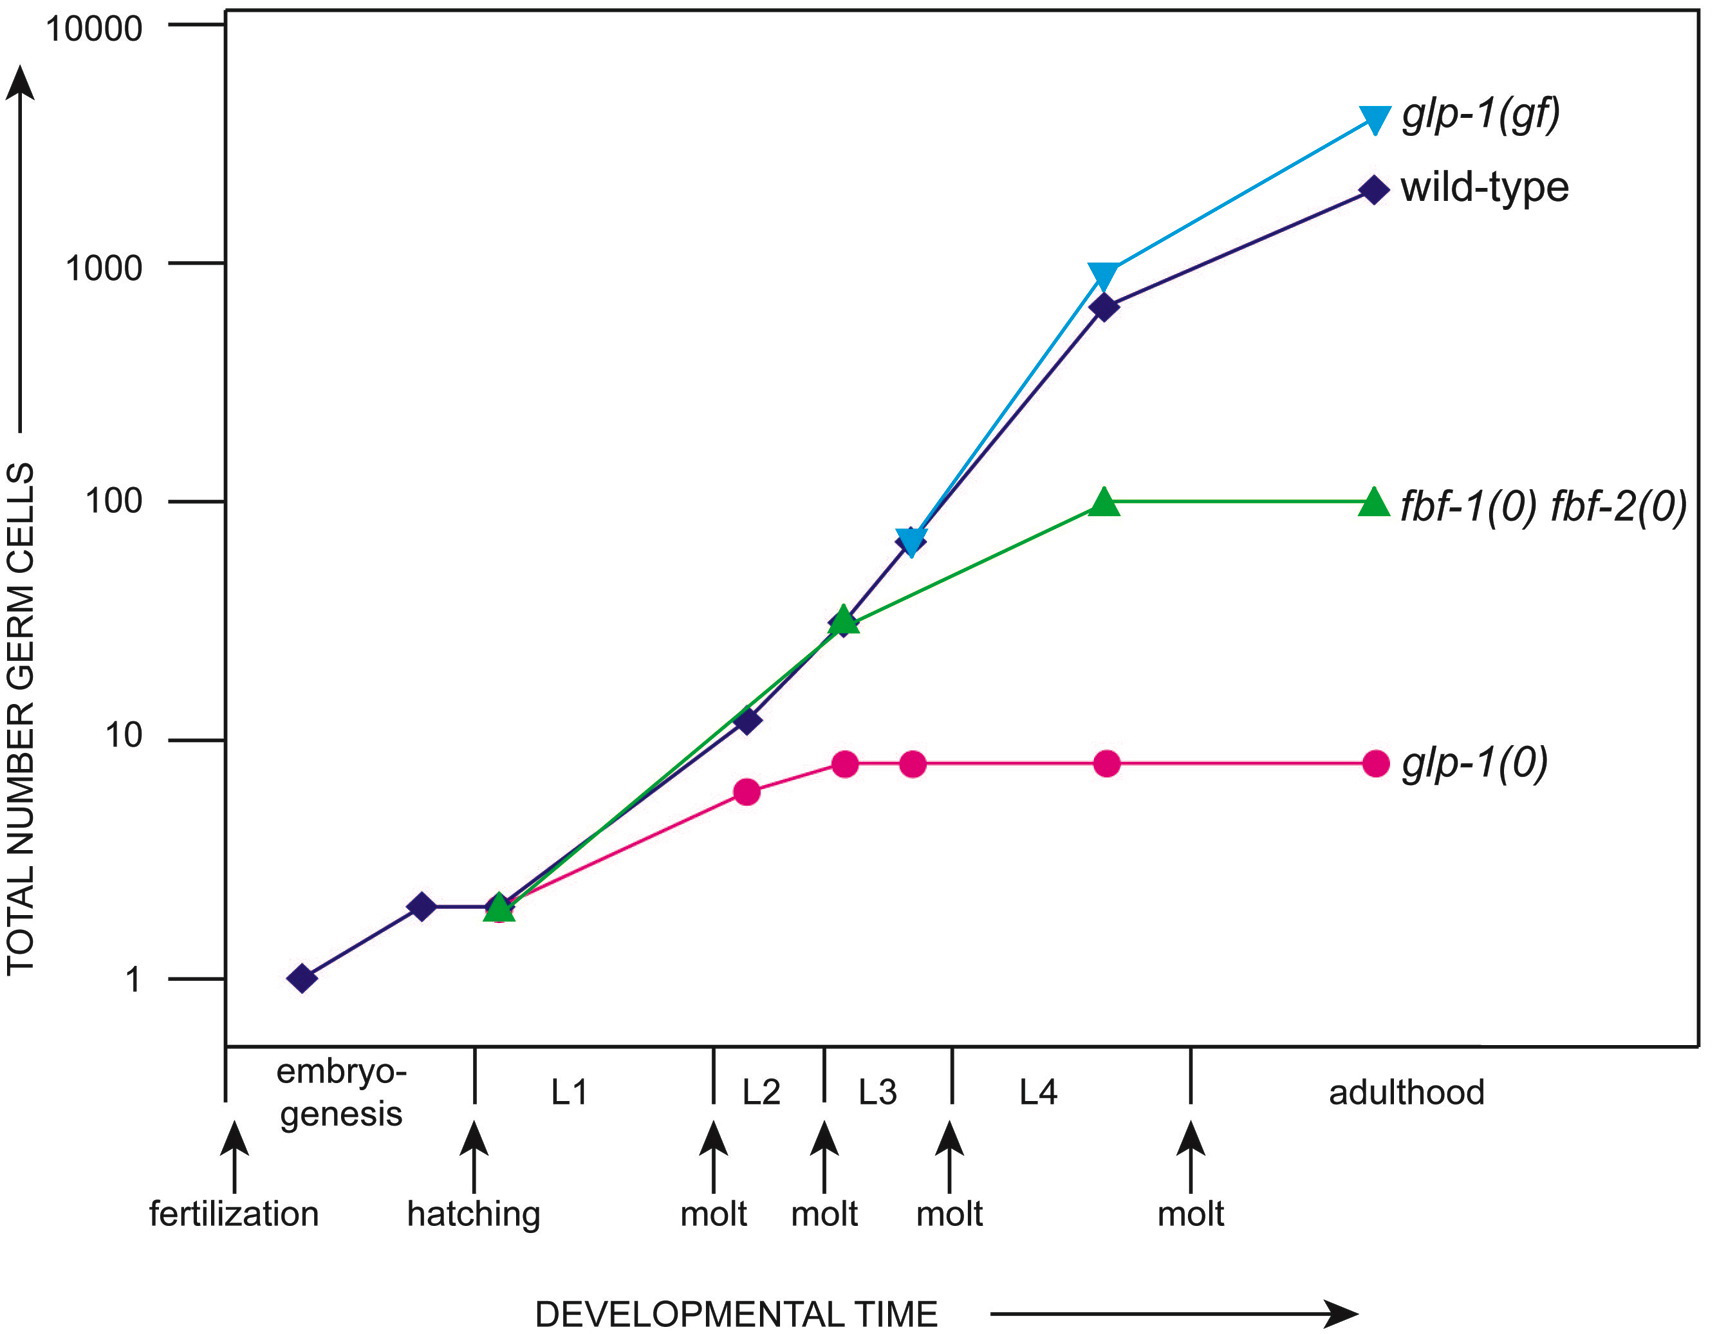 10000
1000
100
10
1
TOTAL NUMBER GERM CELLS
glp-1(gf)
wild-type
fbf-1(0) fbf-2(0)
glp-1(0)
embryo-
genesis
L1
L2
L3
L4
adulthood
fertilization
hatching
molt
molt
molt
molt
DEVELOPMENTAL TIME